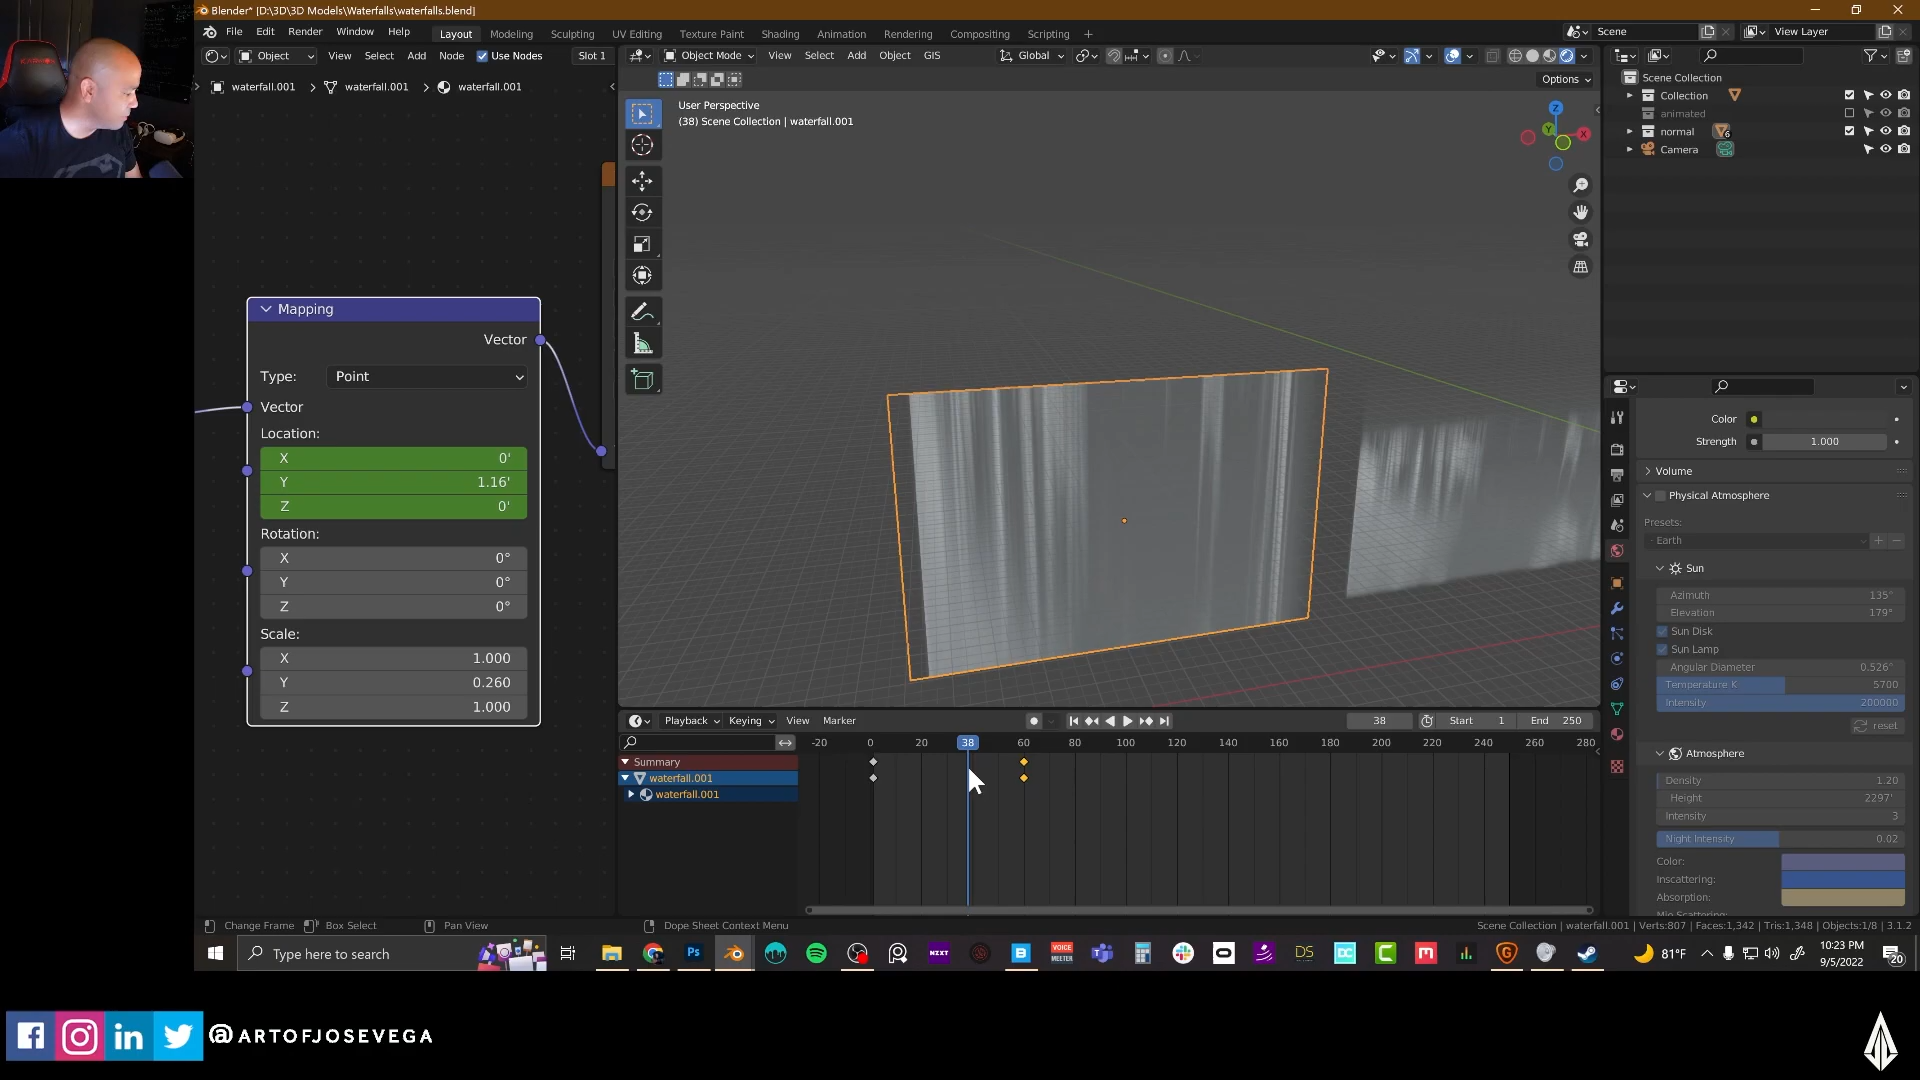 Blender* [D:\3D\3D Models\Waterfalls\waterfalls.blend]
File Edit Render Window Help Layout Modeling Sculpting UV Editing Texture Paint Shading Animation Rendering Compositing Scripting + Scene View Layer
Object View Select Add Node Use Nodes Slot 1 Object Mode View Select Add Object GIS Global
Options
waterfall.001 > waterfall.001 > waterfall.001
User Perspective
(38) Scene Collection | waterfall.001
Z
Y
X
Scene Collection
Collection
animated
normal 6
Camera
Mapping
Vector
Type: Point
Vector
Location:
X 0'
Y 1.16'
Z 0'
Rotation:
X 0°
Y 0°
Z 0°
Scale:
X 1.000
Y 0.260
Z 1.000
Color
Strength 1.000
Volume
Physical Atmosphere
Presets:
Earth
Sun
Azimuth 135°
Elevation 179°
Sun Disk
Sun Lamp
Angular Diameter 0.526°
Temperature K 5700
Intensity 200000
reset
Atmosphere
Density 1.20
Height 2297'
Intensity 3
Night Intensity 0.02
Color:
Inscattering:
Absorption:
Playback Keying View Marker 38 Start 1 End 250
-20 0 20 38 60 80 100 120 140 160 180 200 220 240 260 280
Summary
waterfall.001
waterfall.001
Change Frame Box Select Pan View Dope Sheet Context Menu Scene Collection | waterfall.001 | Verts:807 | Faces:1,342 | Tris:1,348 | Objects:1/8 | 3.1.2
Type here to search
Ps
NZXT
B
VOICE MEETER
DS
C
M
G
81°F
10:23 PM
9/5/2022
20
@ARTOFJOSEVEGA